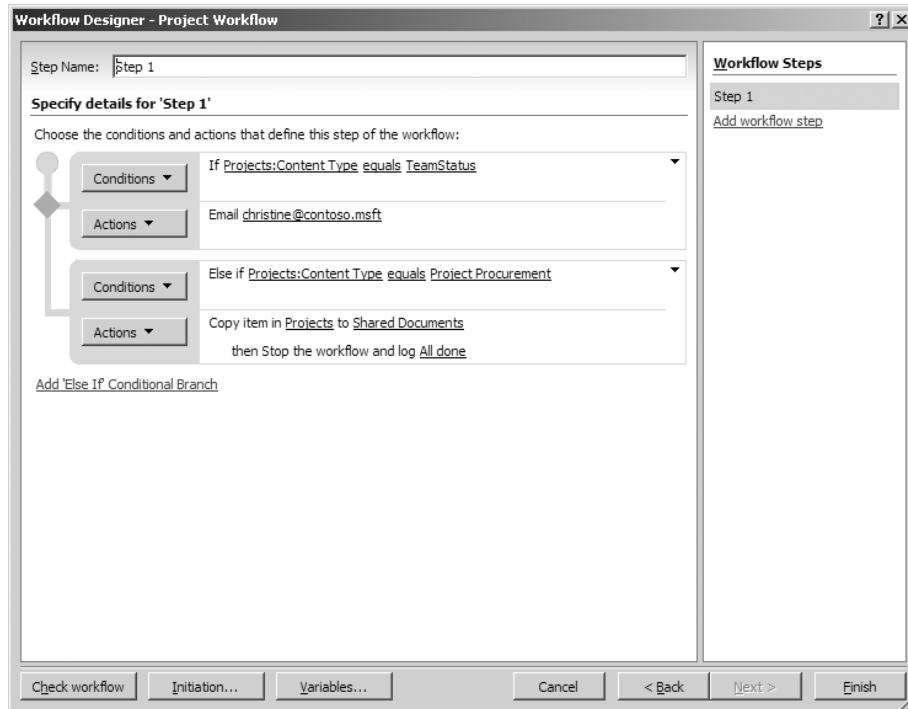 Workflow Designer - Project Workflow
Step Name: Step 1
Specify details for 'Step 1'
Choose the conditions and actions that define this step of the workflow:
Conditions
If Projects:Content Type equals TeamStatus
Actions
Email christine@contoso.msft
Conditions
Else if Projects:Content Type equals Project Procurement
Actions
Copy item in Projects to Shared Documents
then Stop the workflow and log All done
Add 'Else If' Conditional Branch
Workflow Steps
Step 1
Add workflow step
Check workflow
Initiation...
Variables...
Cancel
< Back
Next >
Finish